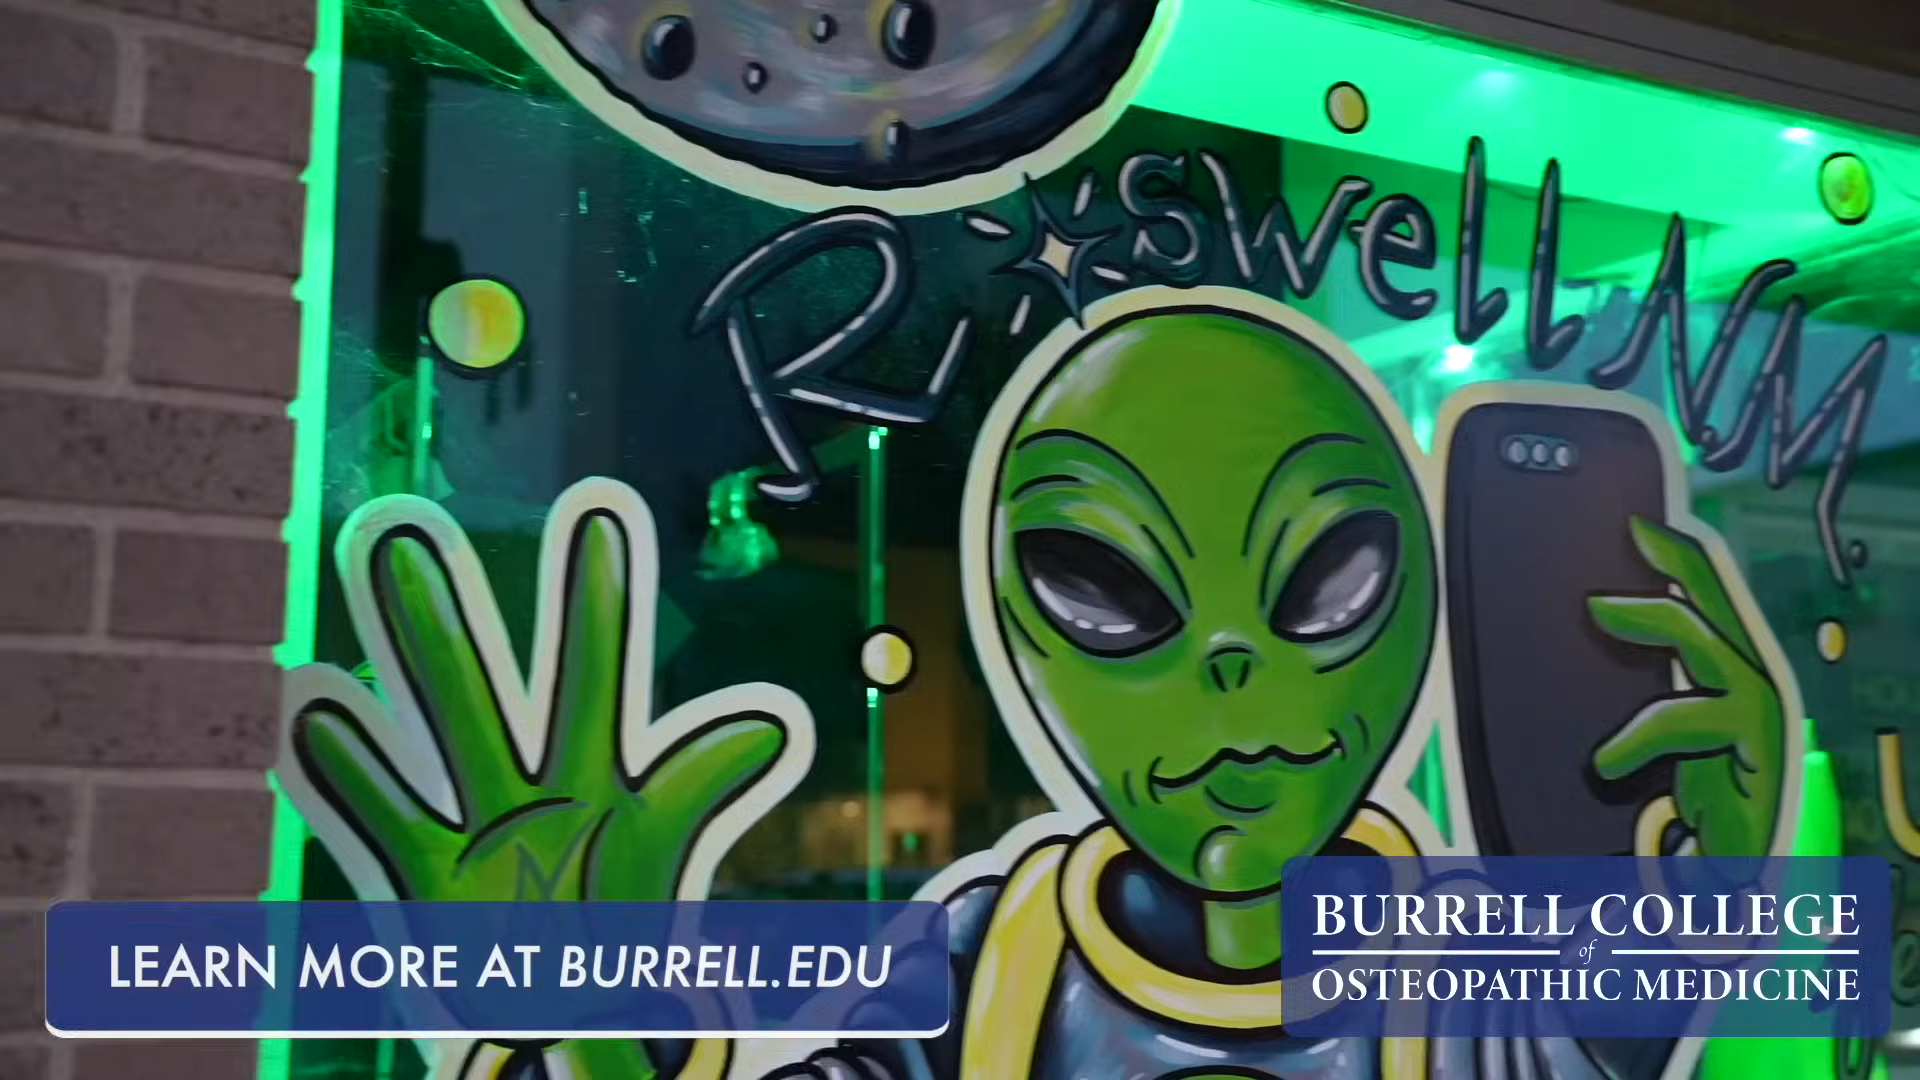 Roswell NM.
LEARN MORE AT BURRELL.EDU
BURRELL COLLEGE
of
OSTEOPATHIC MEDICINE